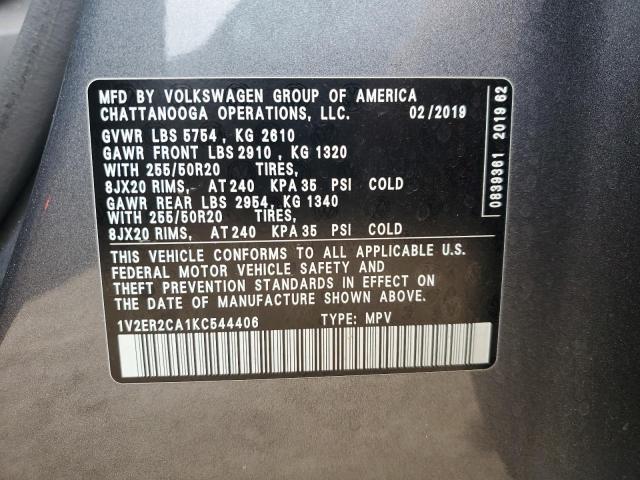 MFD BY VOLKSWAGEN GROUP OF AMERICA
CHATTANOOGA OPERATIONS, LLC. 02/2019
GVWR LBS 5754 , KG 2610
GAWR FRONT LBS 2910 , KG 1320
WITH 255/50R20 TIRES,
8JX20 RIMS, AT 240 KPA 35 PSI COLD
GAWR REAR LBS 2954 , KG 1340
WITH 255/50R20 TIRES,
8JX20 RIMS, AT 240 KPA 35 PSI COLD
THIS VEHICLE CONFORMS TO ALL APPLICABLE U.S.
FEDERAL MOTOR VEHICLE SAFETY AND
THEFT PREVENTION STANDARDS IN EFFECT ON
THE DATE OF MANUFACTURE SHOWN ABOVE.
1V2ER2CA1KC544406 TYPE: MPV
0839361 2019 62